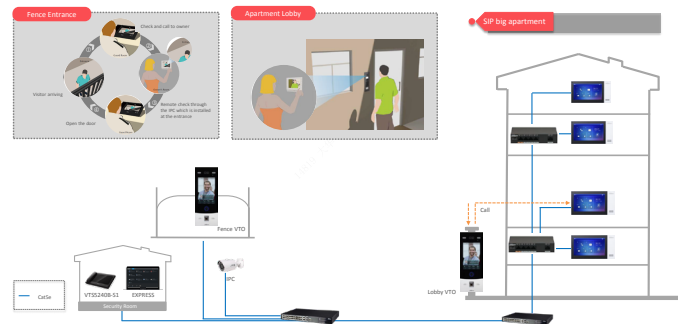 Fence Entrance
Check and call to owner
Visitor arriving
Remote check through
the IPC which is installed
at the entrance
Open the door
Apartment Lobby
SIP big apartment
Call
Fence VTO
IPC
Lobby VTO
VTS5240B-S1 EXPRESS
Security Room
Cat5e